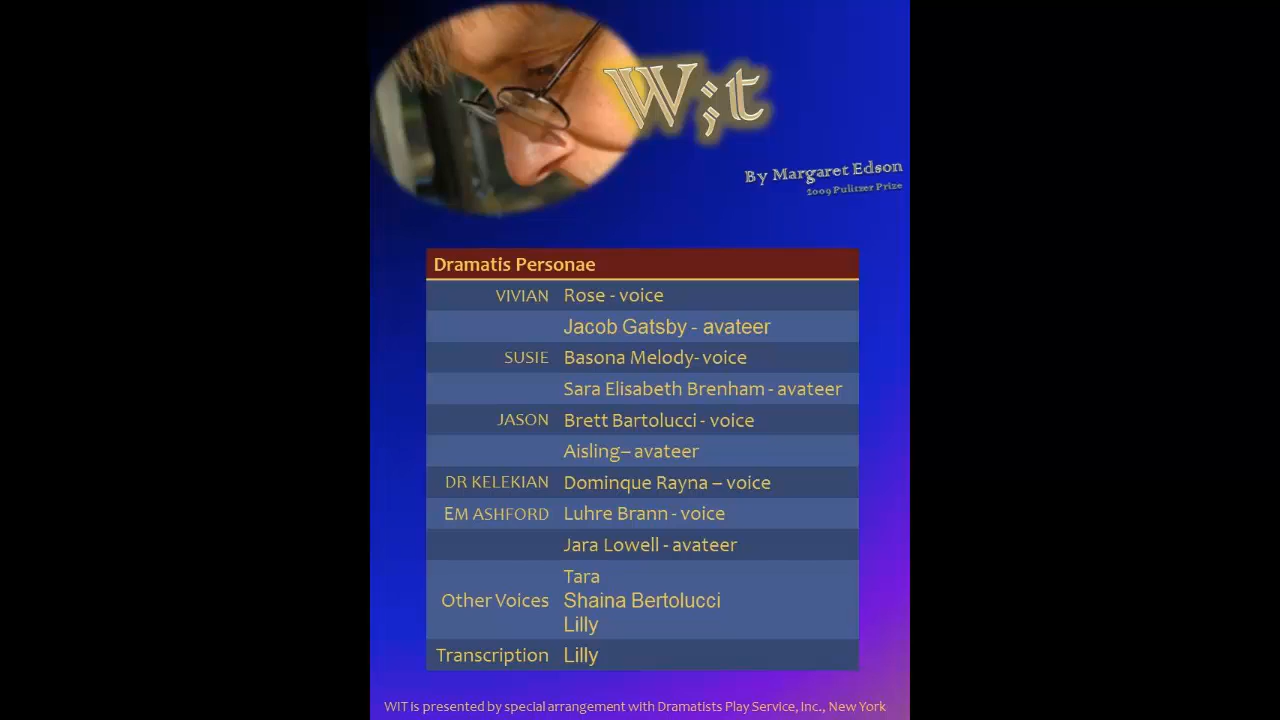 W;t
By Margaret Edson
2009 Pulitzer Prize
Dramatis Personae
VIVIAN Rose - voice
Jacob Gatsby - avateer
SUSIE Basona Melody- voice
Sara Elisabeth Brenham - avateer
JASON Brett Bartolucci - voice
Aisling– avateer
DR KELEKIAN Dominque Rayna – voice
EM ASHFORD Luhre Brann - voice
Jara Lowell - avateer
Tara
Other Voices Shaina Bertolucci
Lilly
Transcription Lilly
WIT is presented by special arrangement with Dramatists Play Service, Inc., New York